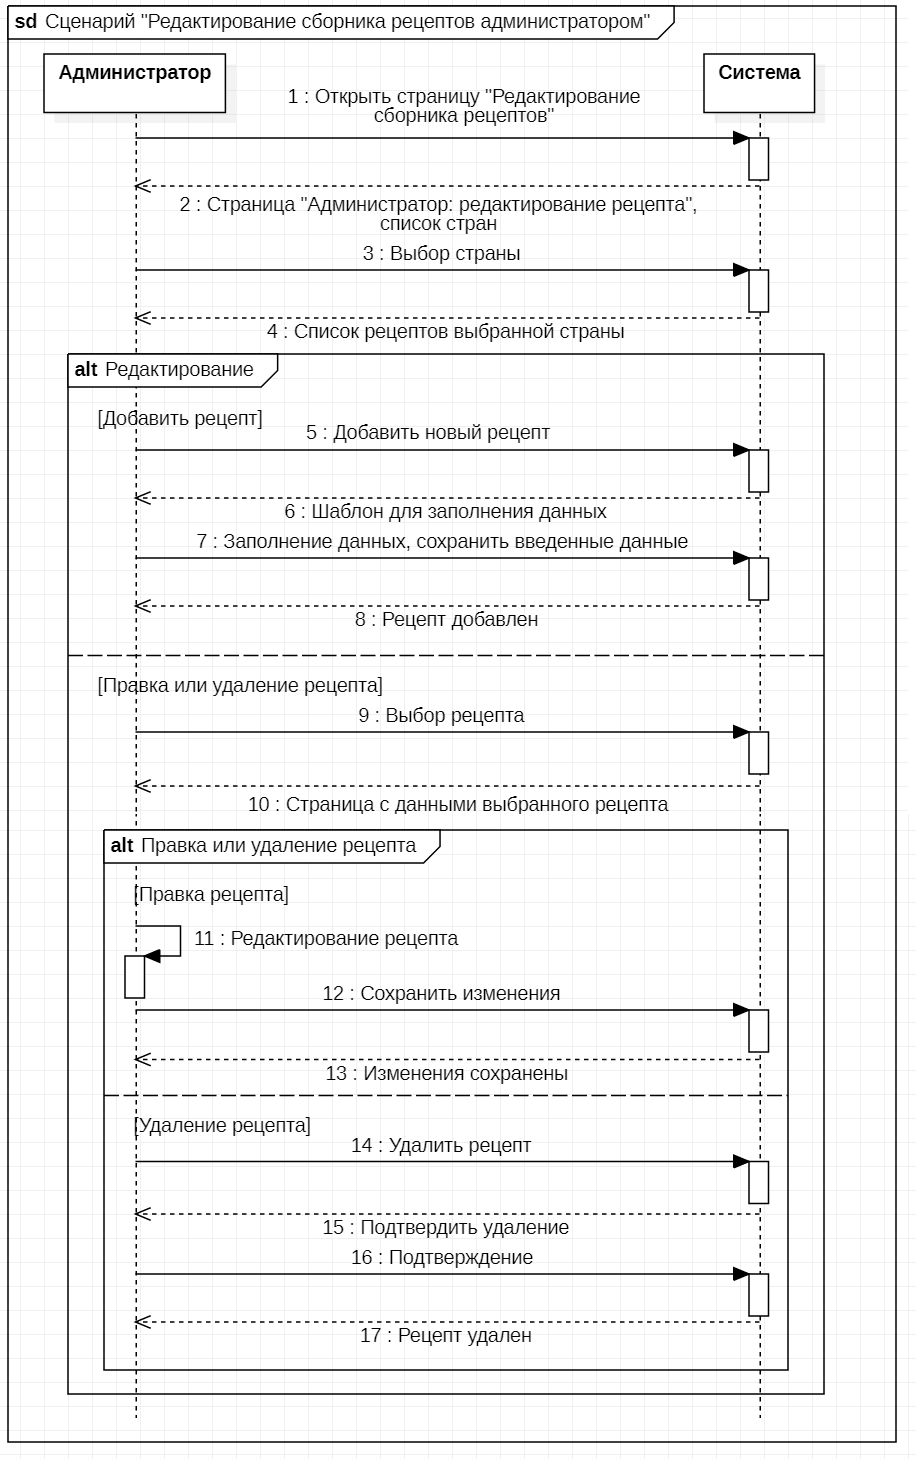 sd Сценарий "Редактирование сборника рецептов администратором"
Администратор
Система
1 : Открыть страницу "Редактирование
сборника рецептов"
2 : Страница "Администратор: редактирование рецепта",
список стран
3 : Выбор страны
4 : Список рецептов выбранной страны
alt Редактирование
[Добавить рецепт]
5 : Добавить новый рецепт
6 : Шаблон для заполнения данных
7 : Заполнение данных, сохранить введенные данные
8 : Рецепт добавлен
[Правка или удаление рецепта]
9 : Выбор рецепта
10 : Страница с данными выбранного рецепта
alt Правка или удаление рецепта
[Правка рецепта]
11 : Редактирование рецепта
12 : Сохранить изменения
13 : Изменения сохранены
[Удаление рецепта]
14 : Удалить рецепт
15 : Подтвердить удаление
16 : Подтверждение
17 : Рецепт удален